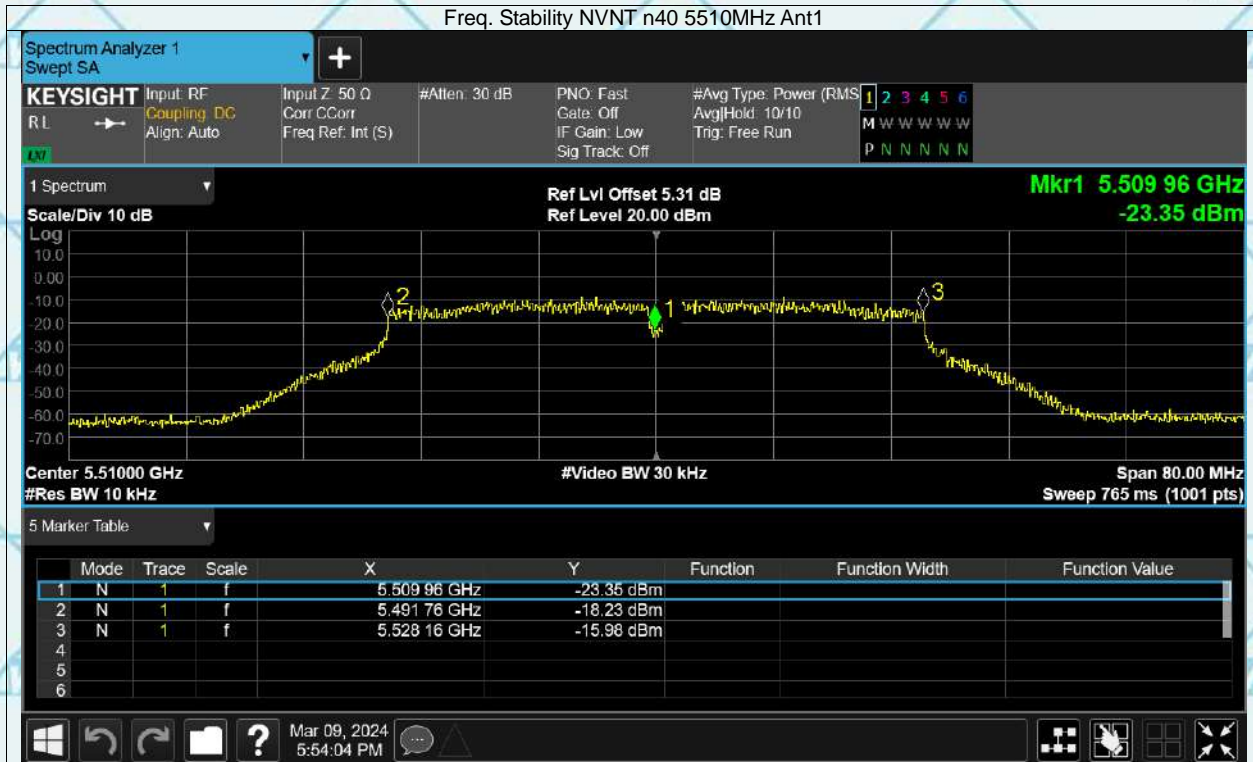 Freq. Stability NVNT n40 5510MHz Ant1
Spectrum Analyzer 1
Swept SA
+
KEYSIGHT
RL
LXI
Input: RF
Coupling: DC
Align: Auto
Input Z: 50 Ω
Corr CCorr
Freq Ref: Int (S)
#Atten: 30 dB
PNO: Fast
Gate: Off
IF Gain: Low
Sig Track: Off
#Avg Type: Power (RMS
Avg|Hold: 10/10
Trig: Free Run
1 2 3 4 5 6
M W W W W W
P N N N N N
1 Spectrum
Scale/Div 10 dB
Ref Lvl Offset 5.31 dB
Ref Level 20.00 dBm
Mkr1 5.509 96 GHz
-23.35 dBm
Log
10.0
0.00
-10.0
-20.0
-30.0
-40.0
-50.0
-60.0
-70.0
2
1
3
Center 5.51000 GHz
#Video BW 30 kHz
Span 80.00 MHz
#Res BW 10 kHz
Sweep 765 ms (1001 pts)
5 Marker Table
Mode Trace Scale X Y Function Function Width Function Value
1 N 1 f 5.509 96 GHz -23.35 dBm
2 N 1 f 5.491 76 GHz -18.23 dBm
3 N 1 f 5.528 16 GHz -15.98 dBm
4
5
6
?
Mar 09, 2024
5:54:04 PM